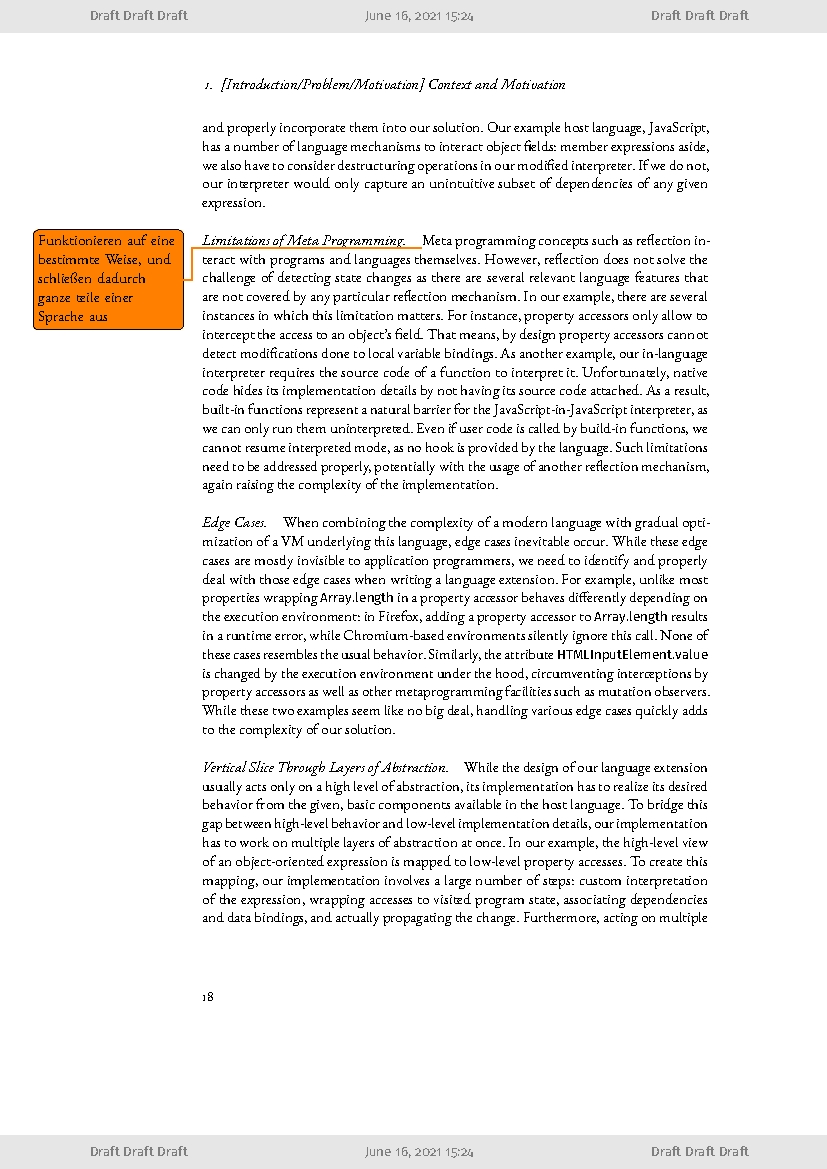 Draft Draft Draft June 16, 2021 15:24 Draft Draft Draft
1. [Introduction/Problem/Motivation] Context and Motivation
and properly incorporate them into our solution. Our example host language, JavaScript,
has a number of language mechanisms to interact object fields: member expressions aside,
we also have to consider destructuring operations in our modified interpreter. If we do not,
our interpreter would only capture an unintuitive subset of dependencies of any given
expression.
Funktionieren auf eine
bestimmte Weise, und
schließen dadurch
ganze teile einer
Sprache aus
Limitations of Meta Programming. Meta programming concepts such as reflection in-
teract with programs and languages themselves. However, reflection does not solve the
challenge of detecting state changes as there are several relevant language features that
are not covered by any particular reflection mechanism. In our example, there are several
instances in which this limitation matters. For instance, property accessors only allow to
intercept the access to an object's field. That means, by design property accessors cannot
detect modifications done to local variable bindings. As another example, our in-language
interpreter requires the source code of a function to interpret it. Unfortunately, native
code hides its implementation details by not having its source code attached. As a result,
built-in functions represent a natural barrier for the JavaScript-in-JavaScript interpreter, as
we can only run them uninterpreted. Even if user code is called by build-in functions, we
cannot resume interpreted mode, as no hook is provided by the language. Such limitations
need to be addressed properly, potentially with the usage of another reflection mechanism,
again raising the complexity of the implementation.
Edge Cases. When combining the complexity of a modern language with gradual opti-
mization of a VM underlying this language, edge cases inevitable occur. While these edge
cases are mostly invisible to application programmers, we need to identify and properly
deal with those edge cases when writing a language extension. For example, unlike most
properties wrapping Array.length in a property accessor behaves differently depending on
the execution environment: in Firefox, adding a property accessor to Array.length results
in a runtime error, while Chromium-based environments silently ignore this call. None of
these cases resembles the usual behavior. Similarly, the attribute HTMLInputElement.value
is changed by the execution environment under the hood, circumventing interceptions by
property accessors as well as other metaprogramming facilities such as mutation observers.
While these two examples seem like no big deal, handling various edge cases quickly adds
to the complexity of our solution.
Vertical Slice Through Layers of Abstraction. While the design of our language extension
usually acts only on a high level of abstraction, its implementation has to realize its desired
behavior from the given, basic components available in the host language. To bridge this
gap between high-level behavior and low-level implementation details, our implementation
has to work on multiple layers of abstraction at once. In our example, the high-level view
of an object-oriented expression is mapped to low-level property accesses. To create this
mapping, our implementation involves a large number of steps: custom interpretation
of the expression, wrapping accesses to visited program state, associating dependencies
and data bindings, and actually propagating the change. Furthermore, acting on multiple
18
Draft Draft Draft June 16, 2021 15:24 Draft Draft Draft